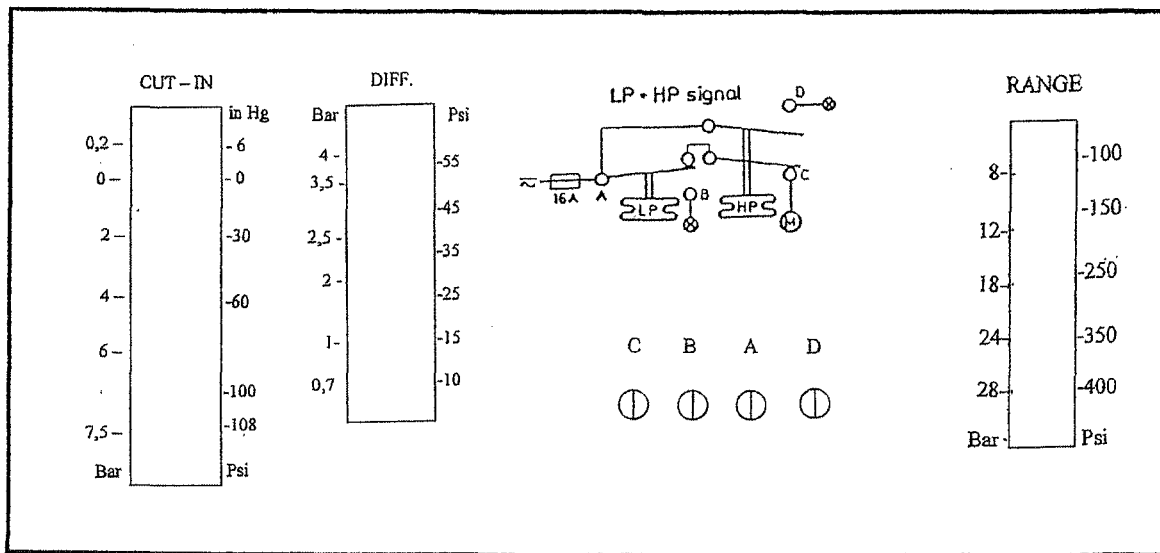 CUT-IN
in Hg
0,2-
- 6
0-
- 0
2-
-30
4-
-60
6-
-100
-108
7,5-
Bar
Psi
DIFF.
Bar
Psi
4-
-55
3,5-
-45
2,5-
-35
2-
-25
1-
-15
0,7
-10
LP + HP signal
D
16A
A
LP
B
HP
C
M
C B A D
RANGE
-100
8-
-150
12-
-250
18-
24-
-350
28-
-400
Bar
Psi